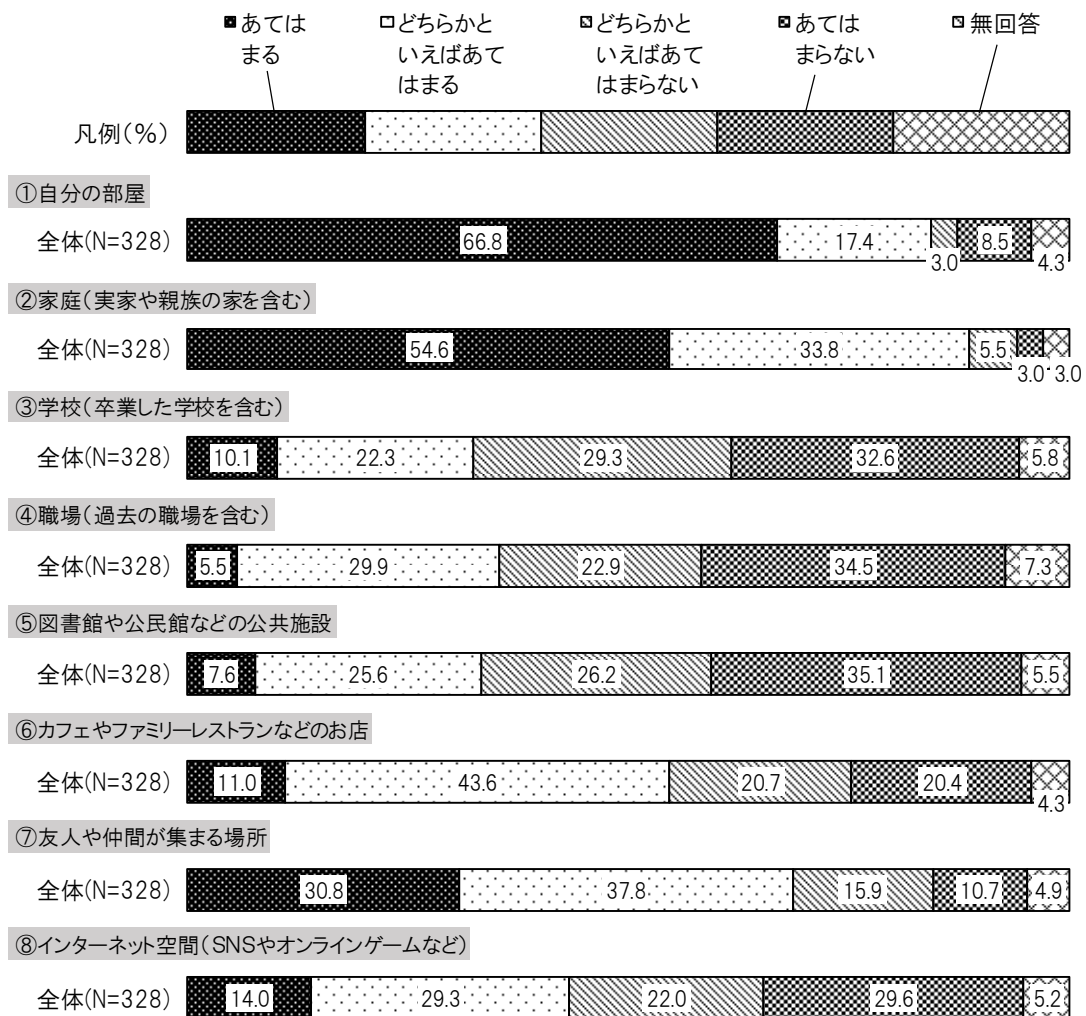 あてはまる
どちらかといえばあてはまる
どちらかといえばあてはまらない
あてはまらない
無回答
凡例(%)
①自分の部屋
全体(N=328) 66.8 17.4 3.0 8.5 4.3
②家庭(実家や親族の家を含む)
全体(N=328) 54.6 33.8 5.5 3.0 3.0
③学校(卒業した学校を含む)
全体(N=328) 10.1 22.3 29.3 32.6 5.8
④職場(過去の職場を含む)
全体(N=328) 5.5 29.9 22.9 34.5 7.3
⑤図書館や公民館などの公共施設
全体(N=328) 7.6 25.6 26.2 35.1 5.5
⑥カフェやファミリーレストランなどのお店
全体(N=328) 11.0 43.6 20.7 20.4 4.3
⑦友人や仲間が集まる場所
全体(N=328) 30.8 37.8 15.9 10.7 4.9
⑧インターネット空間(SNSやオンラインゲームなど)
全体(N=328) 14.0 29.3 22.0 29.6 5.2